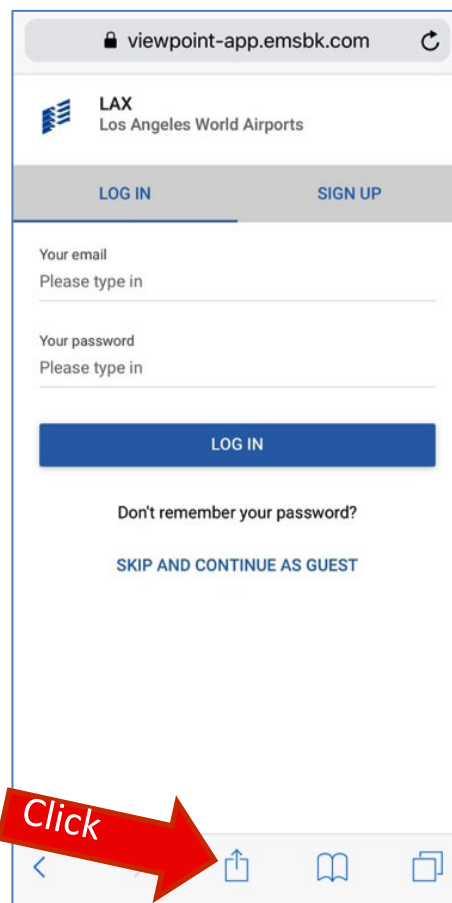 viewpoint-app.emsbk.com
LAX
Los Angeles World Airports
LOG IN SIGN UP
Your email
Please type in
Your password
Please type in
LOG IN
Don't remember your password?
SKIP AND CONTINUE AS GUEST
Click